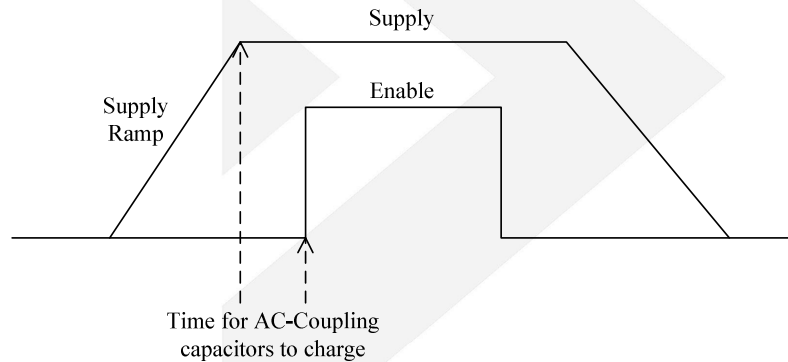 Supply
Enable
Supply
Ramp
Time for AC-Coupling
capacitors to charge